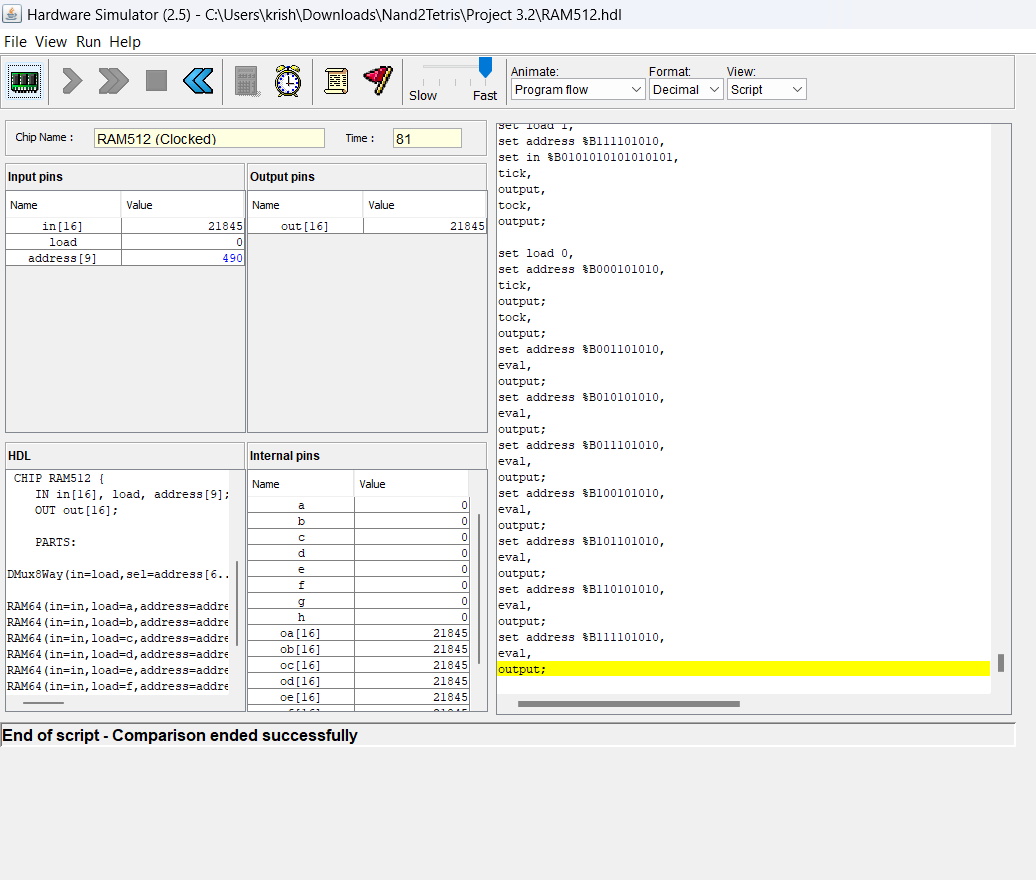 Hardware Simulator (2.5) - C:\Users\krish\Downloads\Nand2Tetris\Project 3.2\RAM512.hdl
File View Run Help
Slow Fast
Animate:
Program flow
Format:
Decimal
View:
Script
Chip Name : RAM512 (Clocked) Time : 81
Input pins
Name Value
in[16] 21845
load 0
address[9] 490
Output pins
Name Value
out[16] 21845
HDL
CHIP RAM512 {
IN in[16], load, address[9];
OUT out[16];
PARTS:
DMux8Way(in=load,sel=address[6..
RAM64(in=in,load=a,address=addre
RAM64(in=in,load=b,address=addre
RAM64(in=in,load=c,address=addre
RAM64(in=in,load=d,address=addre
RAM64(in=in,load=e,address=addre
RAM64(in=in,load=f,address=addre
Internal pins
Name Value
a 0
b 0
c 0
d 0
e 0
f 0
g 0
h 0
oa[16] 21845
ob[16] 21845
oc[16] 21845
od[16] 21845
oe[16] 21845
set load 1,
set address %B111101010,
set in %B0101010101010101,
tick,
output,
tock,
output;
set load 0,
set address %B000101010,
tick,
output;
tock,
output;
set address %B001101010,
eval,
output;
set address %B010101010,
eval,
output;
set address %B011101010,
eval,
output;
set address %B100101010,
eval,
output;
set address %B101101010,
eval,
output;
set address %B110101010,
eval,
output;
set address %B111101010,
eval,
output;
End of script - Comparison ended successfully